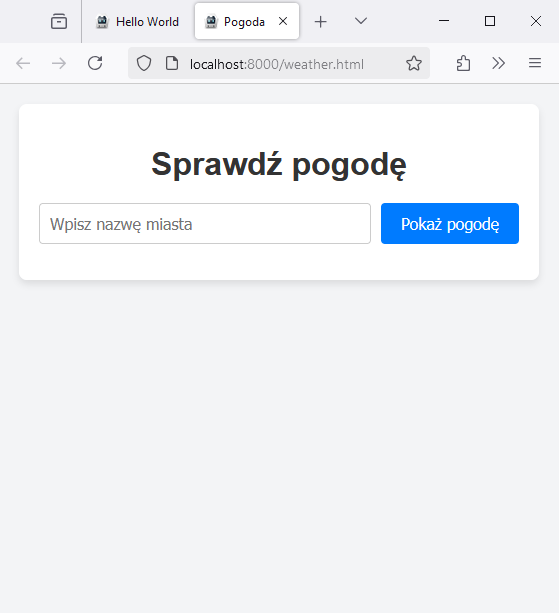 Hello World
Pogoda
localhost:8000/weather.html
Sprawdź pogodę
Wpisz nazwę miasta
Pokaż pogodę